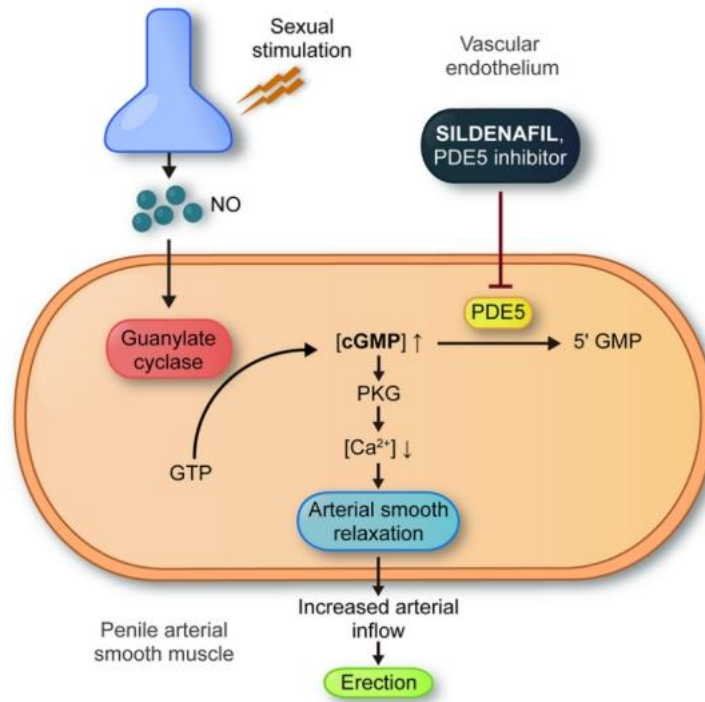 Sexual
stimulation
Vascular
endothelium
SILDENAFIL,
PDE5 inhibitor
NO
PDE5
Guanylate
cyclase
[cGMP] ↑
5' GMP
PKG
[Ca²⁺] ↓
GTP
Arterial smooth
relaxation
Increased arterial
inflow
Penile arterial
smooth muscle
Erection